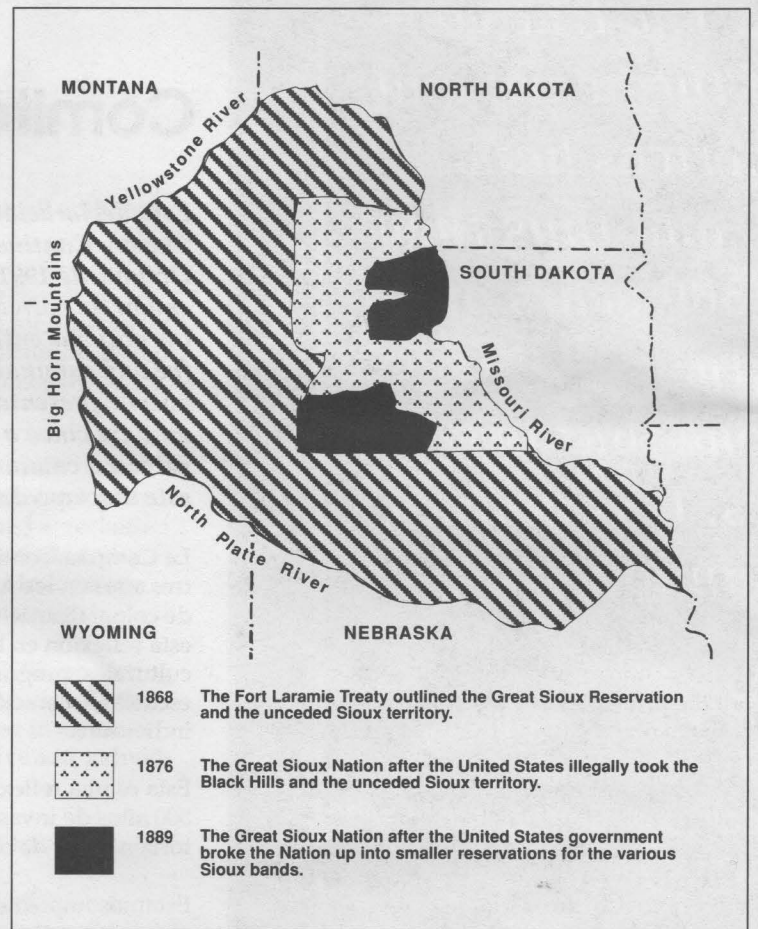 MONTANA
NORTH DAKOTA
Yellowstone River
SOUTH DAKOTA
Big Horn Mountains
Missouri River
North Platte River
WYOMING
NEBRASKA
1868 The Fort Laramie Treaty outlined the Great Sioux Reservation
and the unceded Sioux territory.
1876 The Great Sioux Nation after the United States illegally took the
Black Hills and the unceded Sioux territory.
1889 The Great Sioux Nation after the United States government
broke the Nation up into smaller reservations for the various
Sioux bands.